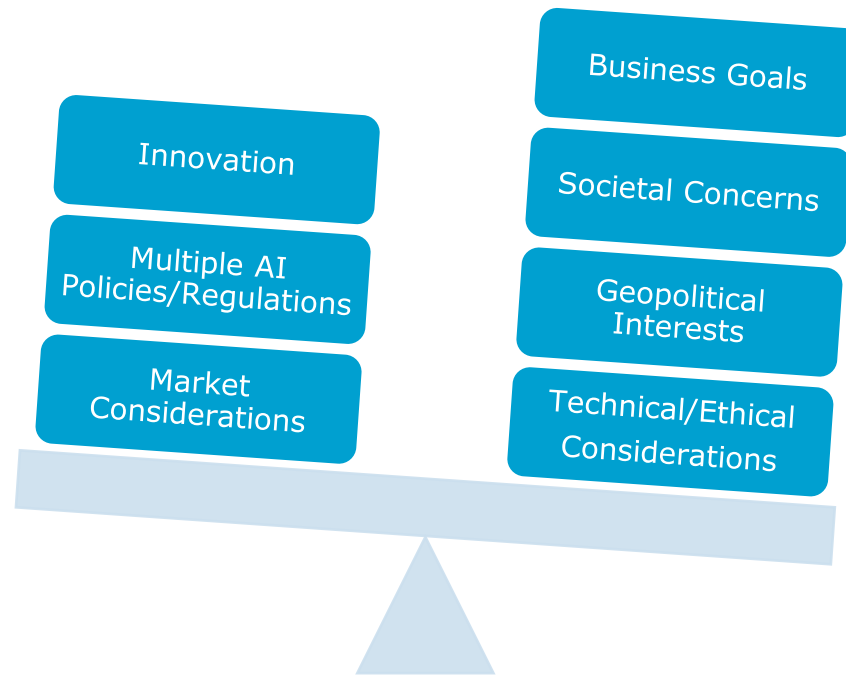 Innovation
Multiple AI
Policies/Regulations
Market
Considerations
Business Goals
Societal Concerns
Geopolitical
Interests
Technical/Ethical
Considerations